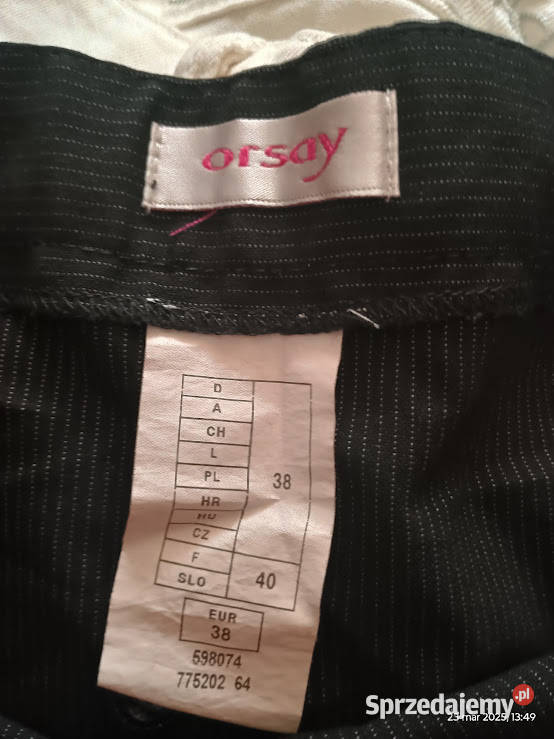 orsay
D
A
CH
L
PL
38
HR
HU
CZ
F
SLO
40
EUR
38
598074
775202 64
Sprzedajemy.pl
23 mar 2025, 13:49